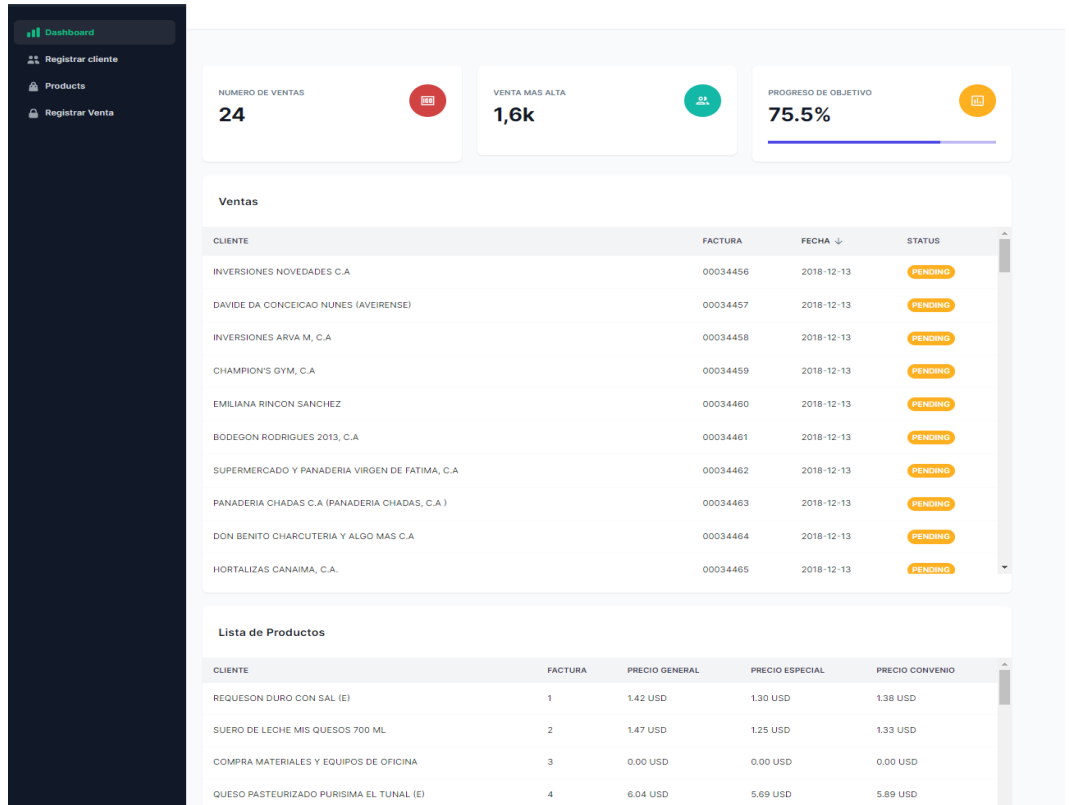 Dashboard
Registrar cliente
Products
Registrar Venta
NUMERO DE VENTAS
24
VENTA MAS ALTA
1,6k
PROGRESO DE OBJETIVO
75.5%
Ventas
CLIENTE FACTURA FECHA STATUS
INVERSIONES NOVEDADES C.A 00034456 2018-12-13 PENDING
DAVIDE DA CONCEICAO NUNES (AVEIRENSE) 00034457 2018-12-13 PENDING
INVERSIONES ARVA M, C.A 00034458 2018-12-13 PENDING
CHAMPION'S GYM, C.A 00034459 2018-12-13 PENDING
EMILIANA RINCON SANCHEZ 00034460 2018-12-13 PENDING
BODEGON RODRIGUES 2013, C.A 00034461 2018-12-13 PENDING
SUPERMERCADO Y PANADERIA VIRGEN DE FATIMA, C.A 00034462 2018-12-13 PENDING
PANADERIA CHADAS C.A (PANADERIA CHADAS, C.A ) 00034463 2018-12-13 PENDING
DON BENITO CHARCUTERIA Y ALGO MAS C.A 00034464 2018-12-13 PENDING
HORTALIZAS CANAIMA, C.A. 00034465 2018-12-13 PENDING
Lista de Productos
CLIENTE FACTURA PRECIO GENERAL PRECIO ESPECIAL PRECIO CONVENIO
REQUESON DURO CON SAL (E) 1 1.42 USD 1.30 USD 1.38 USD
SUERO DE LECHE MIS QUESOS 700 ML 2 1.47 USD 1.25 USD 1.33 USD
COMPRA MATERIALES Y EQUIPOS DE OFICINA 3 0.00 USD 0.00 USD 0.00 USD
QUESO PASTEURIZADO PURISIMA EL TUNAL (E) 4 6.04 USD 5.69 USD 5.89 USD